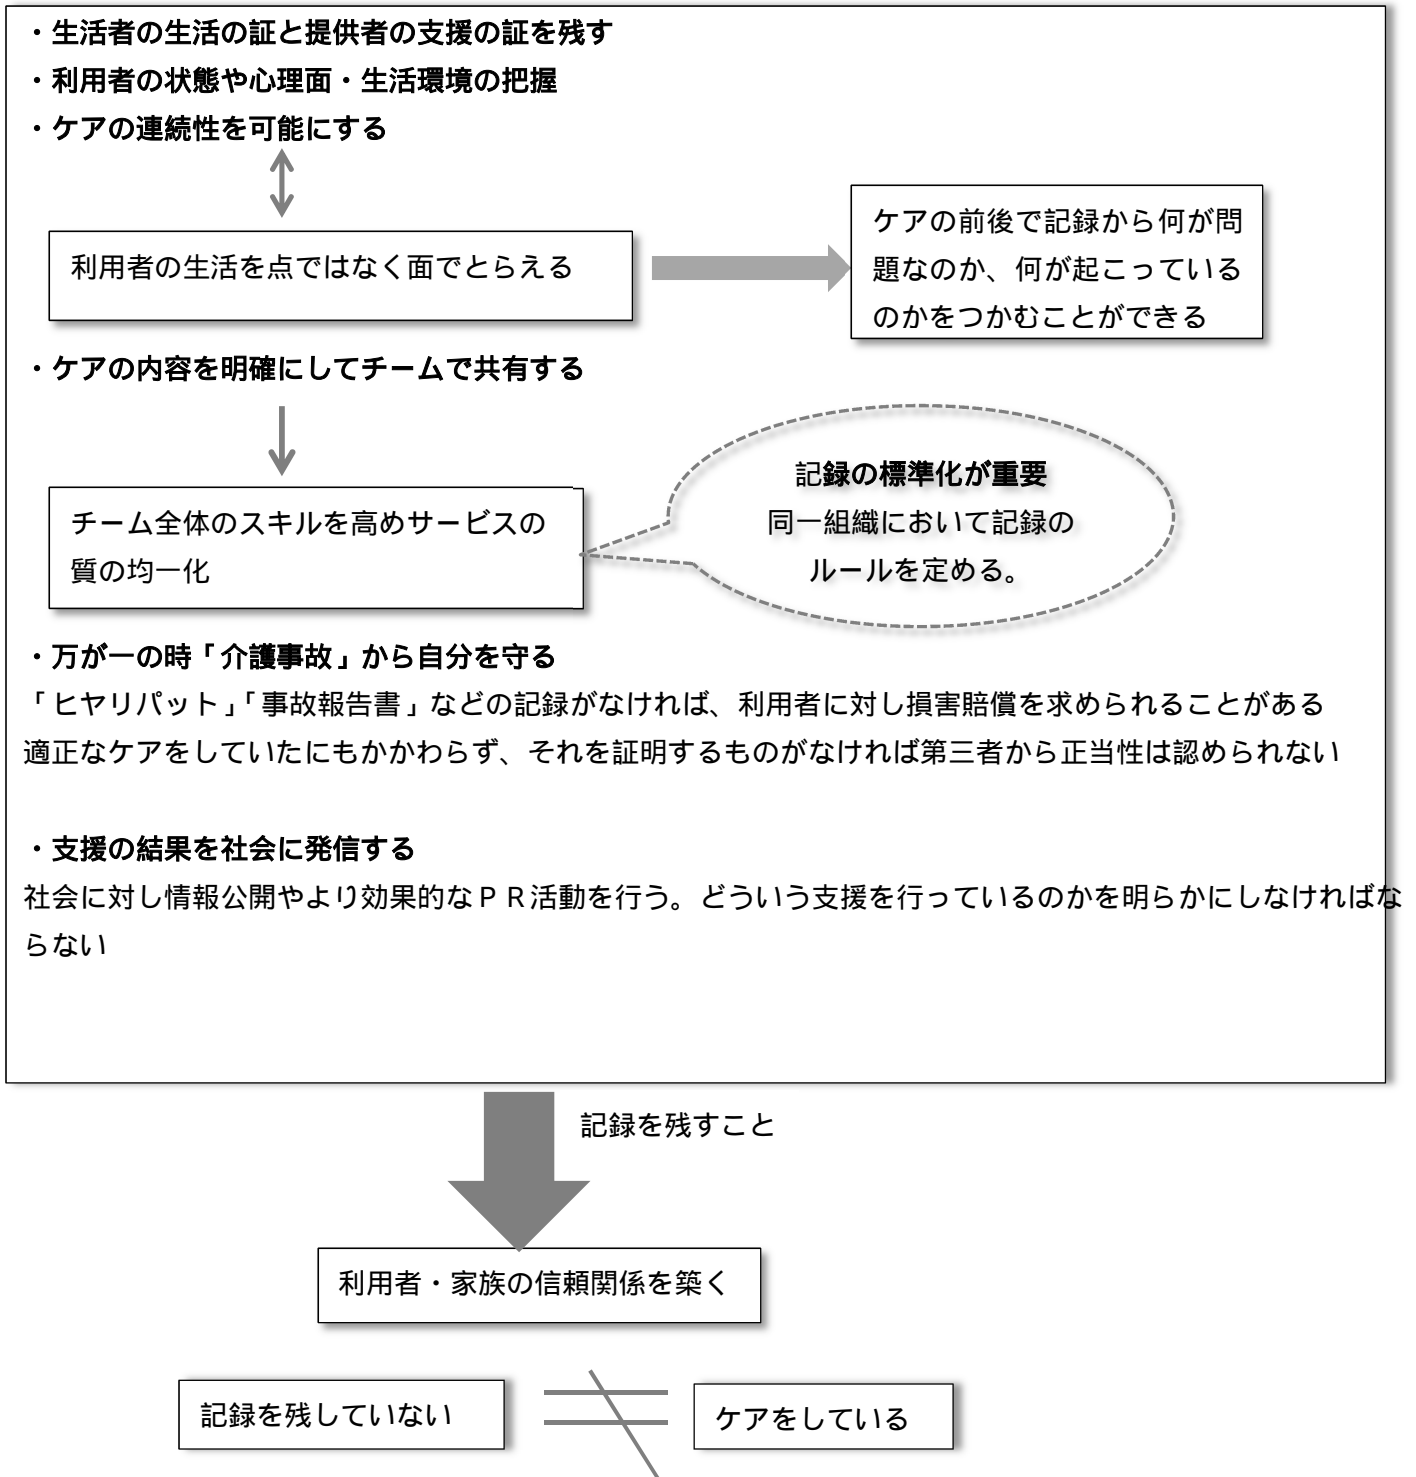 ・生活者の生活の証と提供者の支援の証を残す
・利用者の状態や心理面・生活環境の把握
・ケアの連続性を可能にする
利用者の生活を点ではなく面でとらえる
ケアの前後で記録から何が問
題なのか、何が起こっている
のかをつかむことができる
・ケアの内容を明確にしてチームで共有する
チーム全体のスキルを高めサービスの
質の均一化
記録の標準化が重要
同一組織において記録の
ルールを定める。
・万が一の時「介護事故」から自分を守る
「ヒヤリパット」「事故報告書」などの記録がなければ、利用者に対し損害賠償を求められることがある
適正なケアをしていたにもかかわらず、それを証明するものがなければ第三者から正当性は認められない
・支援の結果を社会に発信する
社会に対し情報公開やより効果的なＰＲ活動を行う。どういう支援を行っているのかを明らかにしなければな
らない
記録を残すこと
利用者・家族の信頼関係を築く
記録を残していない
ケアをしている